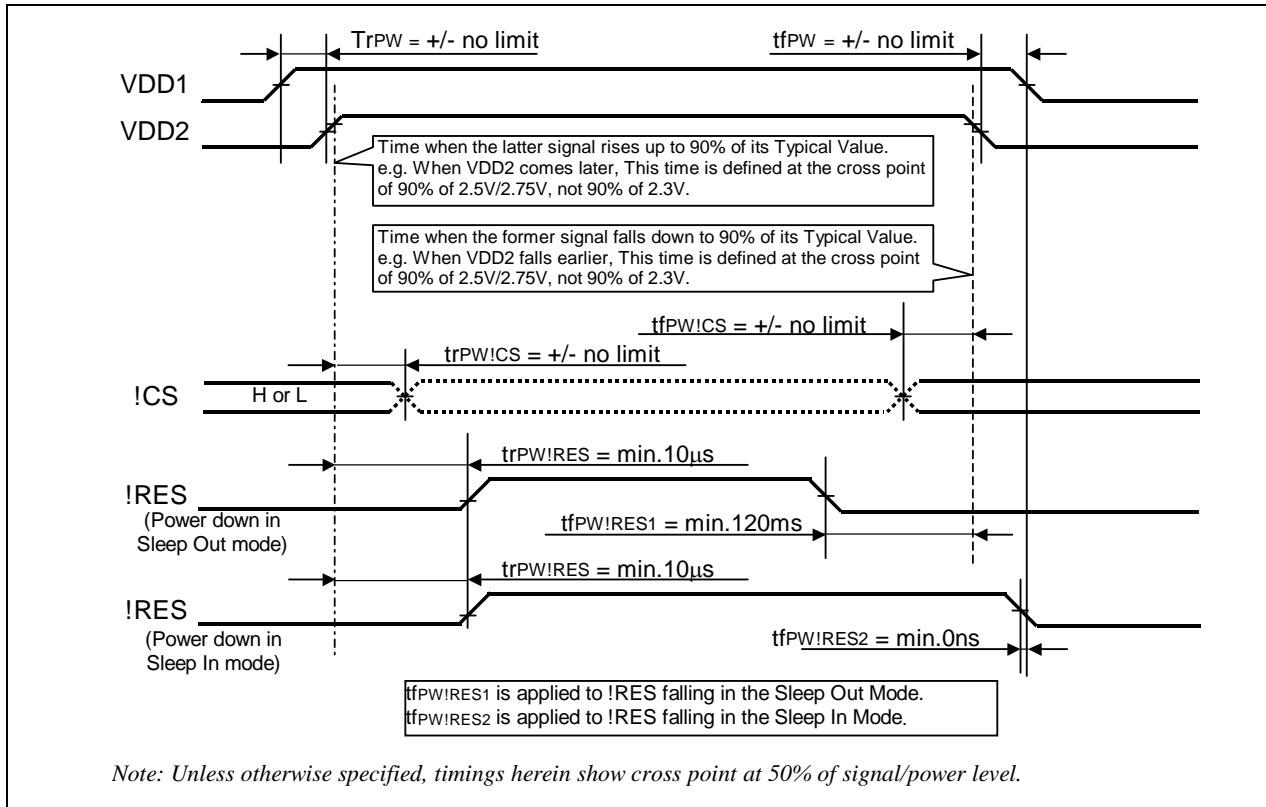 TrPW = +/- no limit
tfPW = +/- no limit
VDD1
VDD2
Time when the latter signal rises up to 90% of its Typical Value.
e.g. When VDD2 comes later, This time is defined at the cross point
of 90% of 2.5V/2.75V, not 90% of 2.3V.
Time when the former signal falls down to 90% of its Typical Value.
e.g. When VDD2 falls earlier, This time is defined at the cross point
of 90% of 2.5V/2.75V, not 90% of 2.3V.
tfPW!CS = +/- no limit
trPW!CS = +/- no limit
!CS
H or L
trPW!RES = min.10μs
!RES
(Power down in
Sleep Out mode)
tfPW!RES1 = min.120ms
trPW!RES = min.10μs
!RES
(Power down in
Sleep In mode)
tfPW!RES2 = min.0ns
tfPW!RES1 is applied to !RES falling in the Sleep Out Mode.
tfPW!RES2 is applied to !RES falling in the Sleep In Mode.
Note: Unless otherwise specified, timings herein show cross point at 50% of signal/power level.